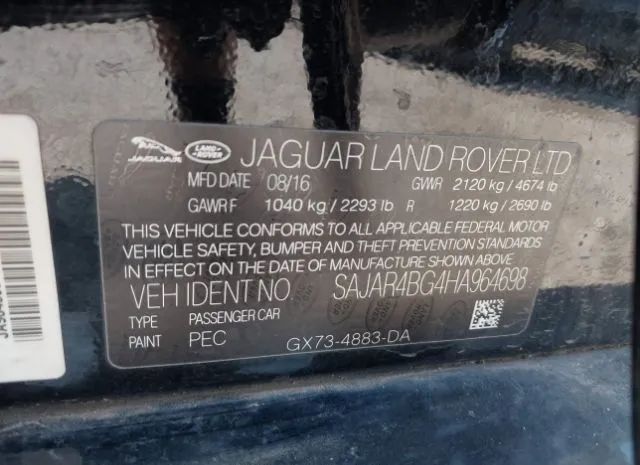 JAGUAR LAND-ROVER JAGUAR LAND ROVER LTD
MFD DATE 08/16 GVWR 2120 kg / 4674 lb
GAWR F 1040 kg / 2293 lb R 1220 kg / 2690 lb
THIS VEHICLE CONFORMS TO ALL APPLICABLE FEDERAL MOTOR
VEHICLE SAFETY, BUMPER AND THEFT PREVENTION STANDARDS
IN EFFECT ON THE DATE OF MANUFACTURE SHOWN ABOVE
VEH IDENT NO SAJAR4BG4HA964698
TYPE PASSENGER CAR
PAINT PEC GX73-4883-DA